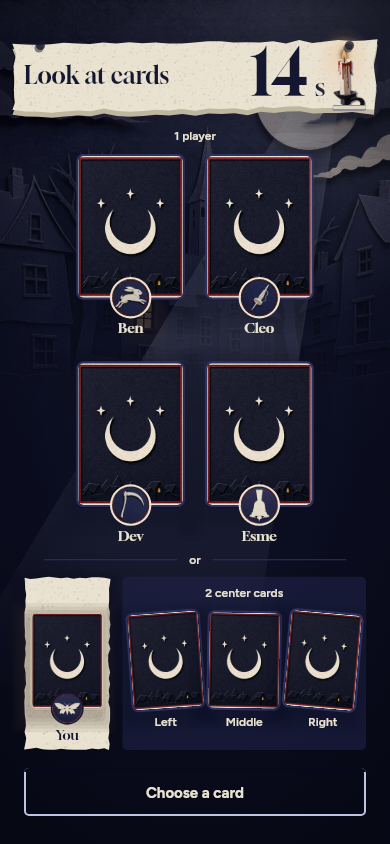 Look at cards
14 s
1 player
Ben
Cleo
Dev
Esme
or
2 center cards
You
Left
Middle
Right
Choose a card